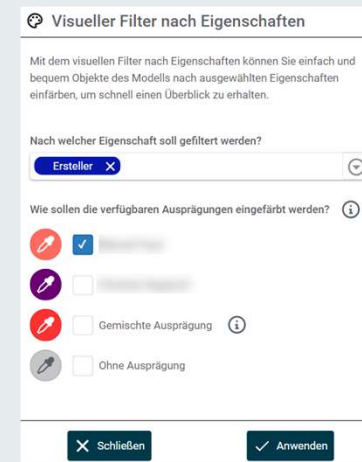 Visueller Filter nach Eigenschaften
Mit dem visuellen Filter nach Eigenschaften können Sie einfach und
bequem Objekte des Modells nach ausgewählten Eigenschaften
einfärben, um schnell einen Überblick zu erhalten.
Nach welcher Eigenschaft soll gefiltert werden?
Ersteller
Wie sollen die verfügbaren Ausprägungen eingefärbt werden?
Gemischte Ausprägung
Ohne Ausprägung
Schließen
Anwenden